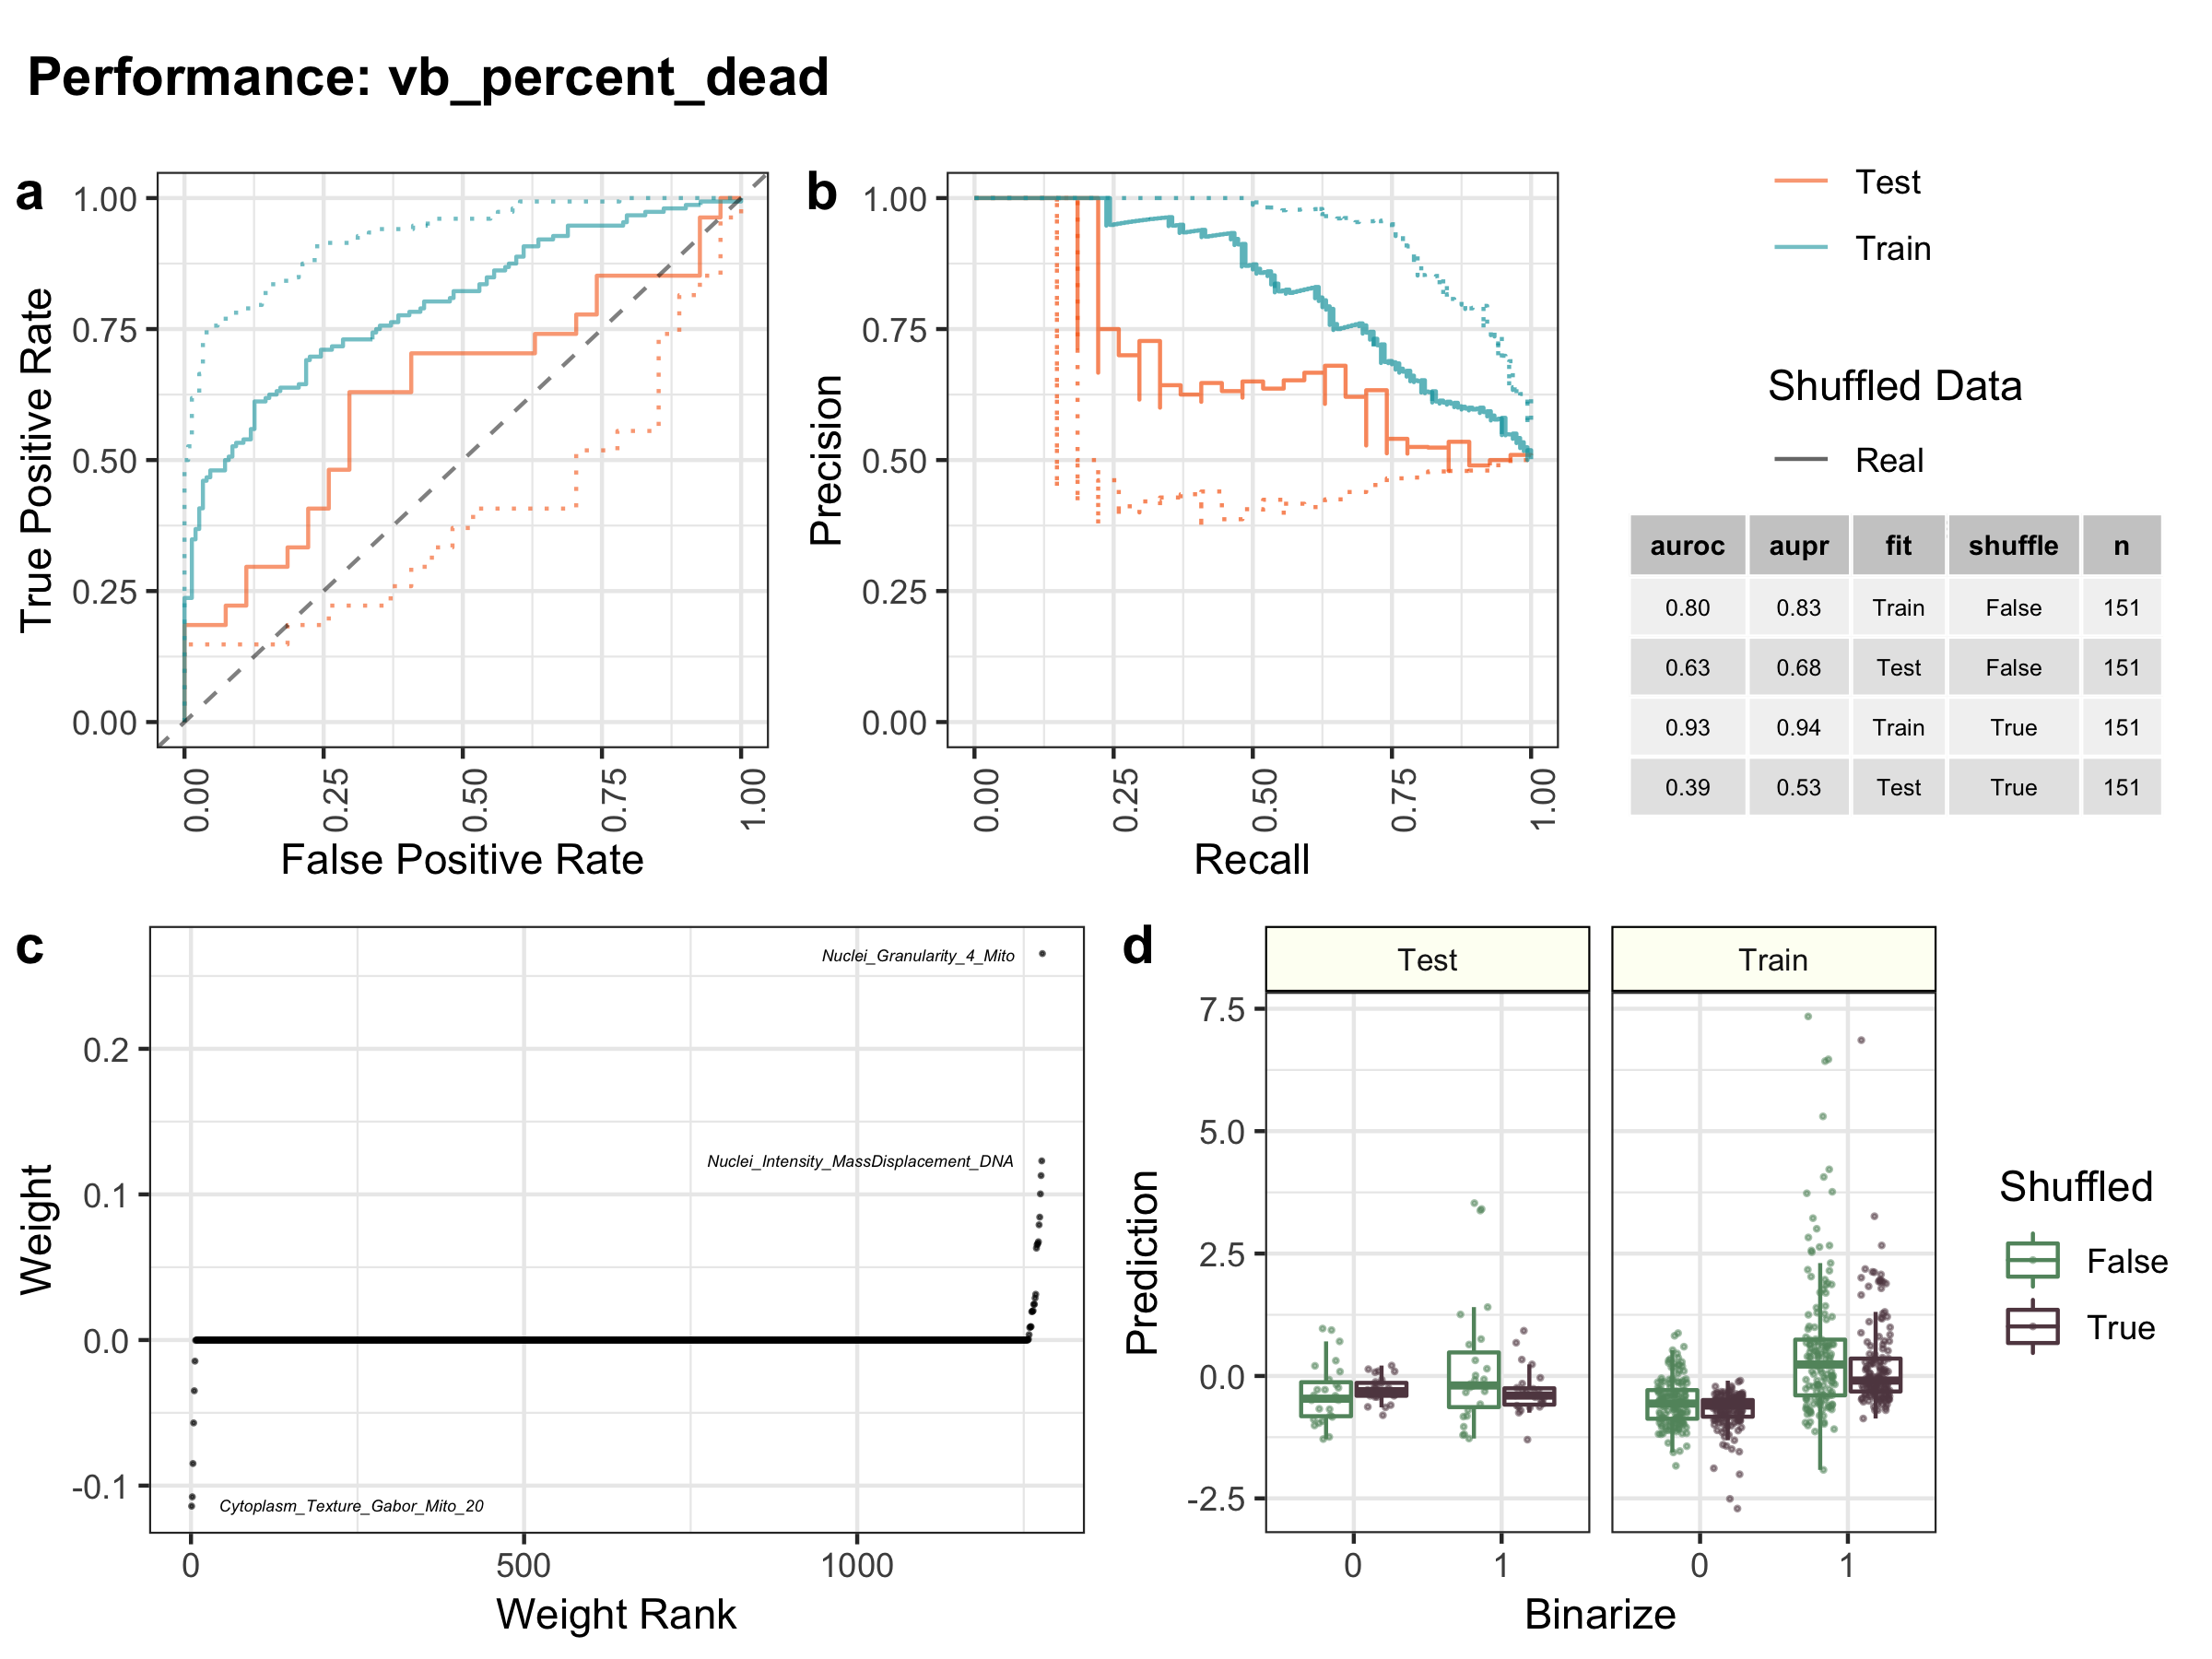 Performance: vb_percent_dead
a
1.00
0.75
0.50
0.25
0.00
True Positive Rate
0.00
0.25
0.50
0.75
1.00
False Positive Rate
b
1.00
0.75
0.50
0.25
0.00
Precision
0.00
0.25
0.50
0.75
1.00
Recall
Test
Train
Shuffled Data
Real
auroc aupr fit shuffle n
0.80 0.83 Train False 151
0.63 0.68 Test False 151
0.93 0.94 Train True 151
0.39 0.53 Test True 151
c
0.2
0.1
0.0
-0.1
Weight
Nuclei_Granularity_4_Mito
Nuclei_Intensity_MassDisplacement_DNA
Cytoplasm_Texture_Gabor_Mito_20
0
500
1000
Weight Rank
d
Test
Train
7.5
5.0
2.5
0.0
-2.5
Prediction
0
1
0
1
Binarize
Shuffled
False
True